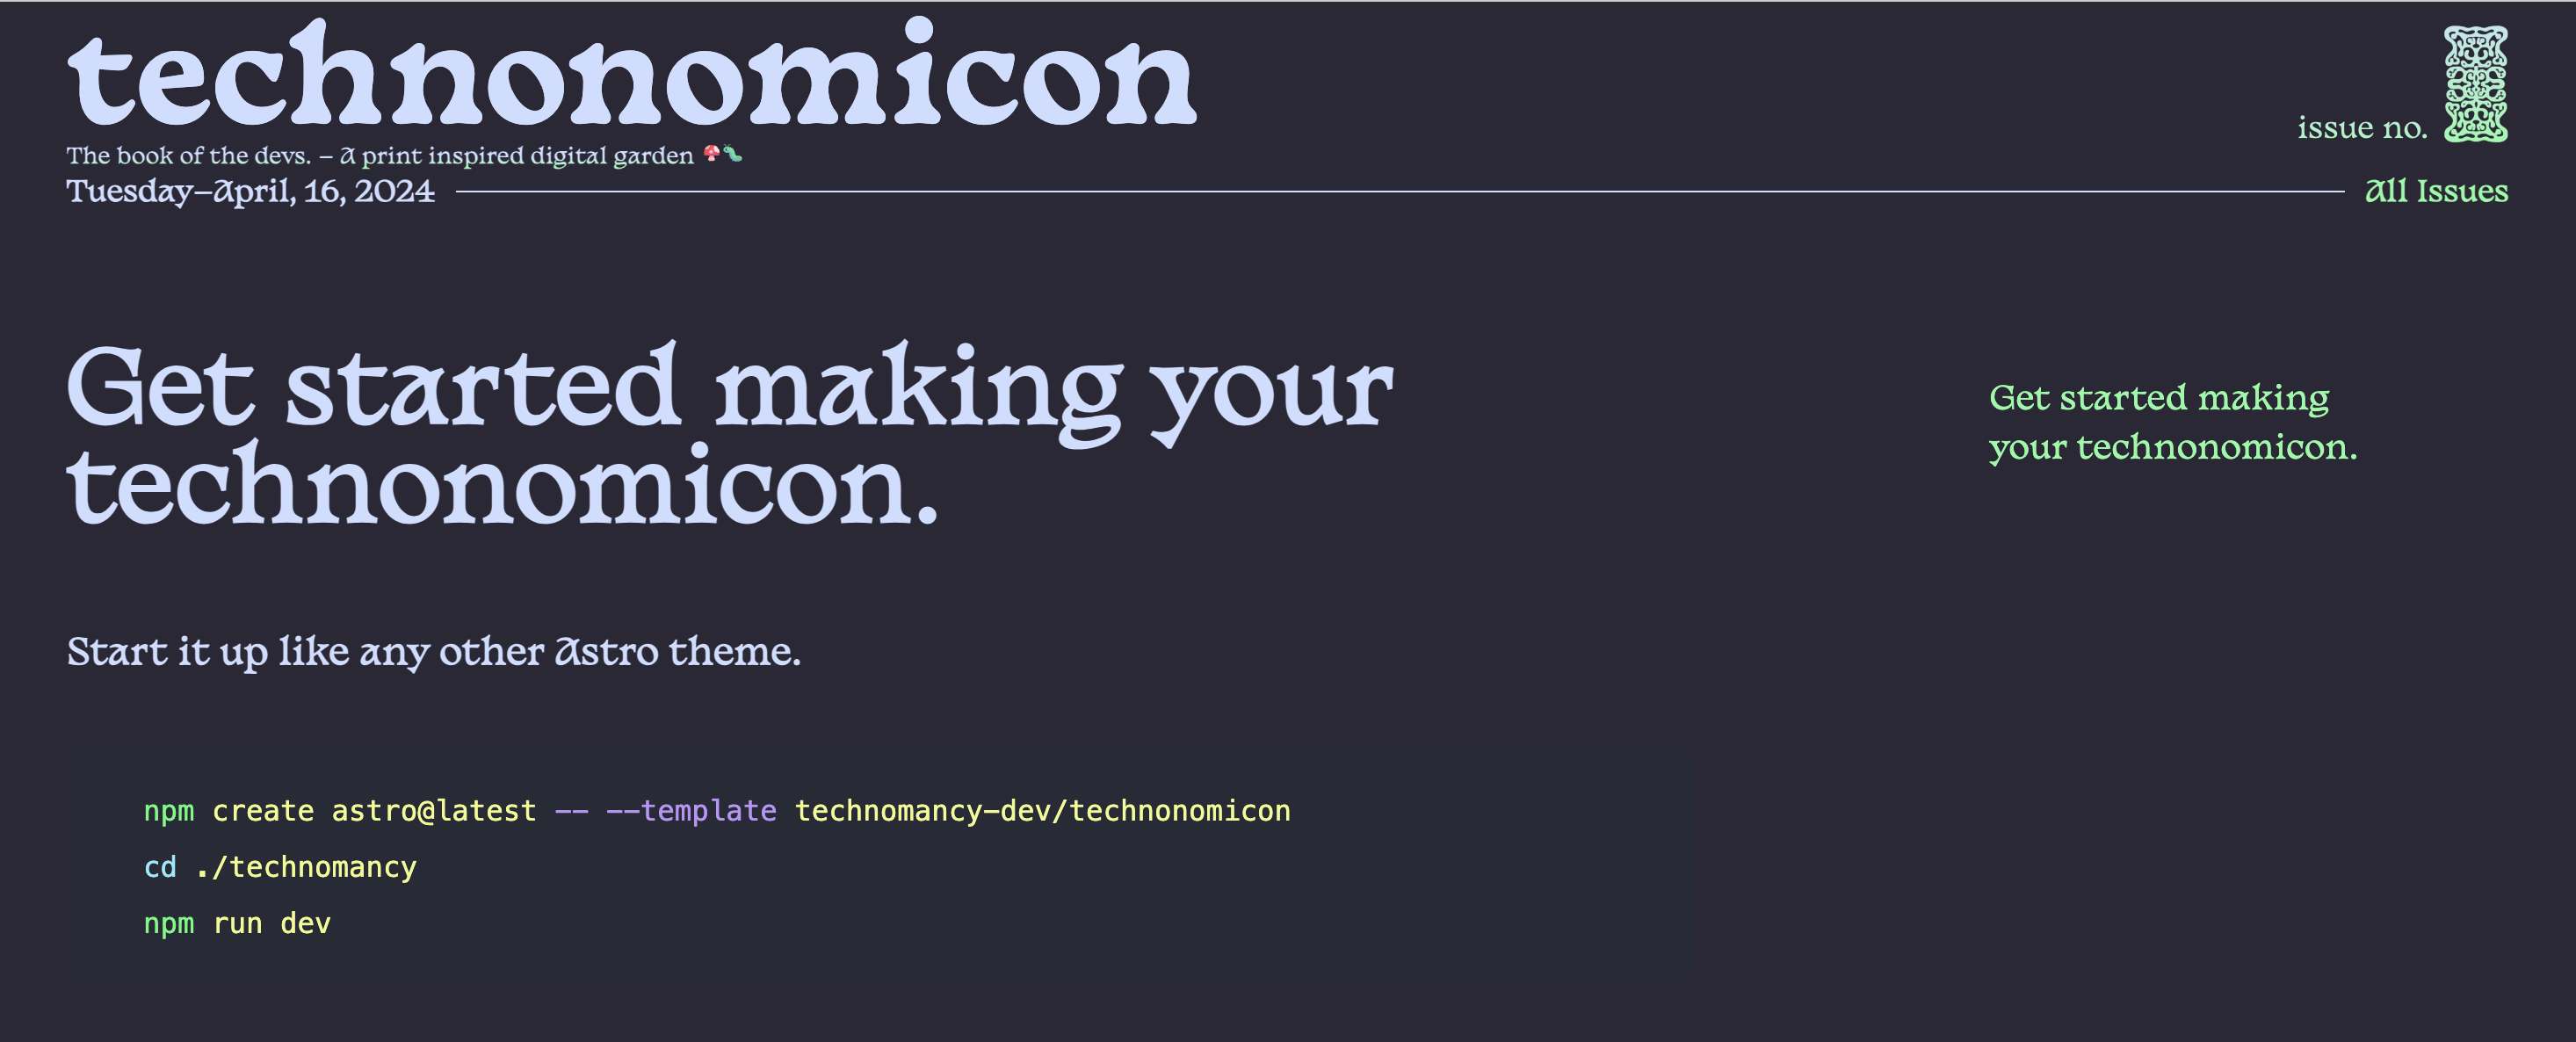 technonomicon
The book of the devs. – A print inspired digital garden 🍄🐛
issue no.
Tuesday–April, 16, 2024
All Issues
Get started making your
technonomicon.
Get started making
your technonomicon.
Start it up like any other Astro theme.
npm create astro@latest -- --template technomancy-dev/technonomicon
cd ./technomancy
npm run dev